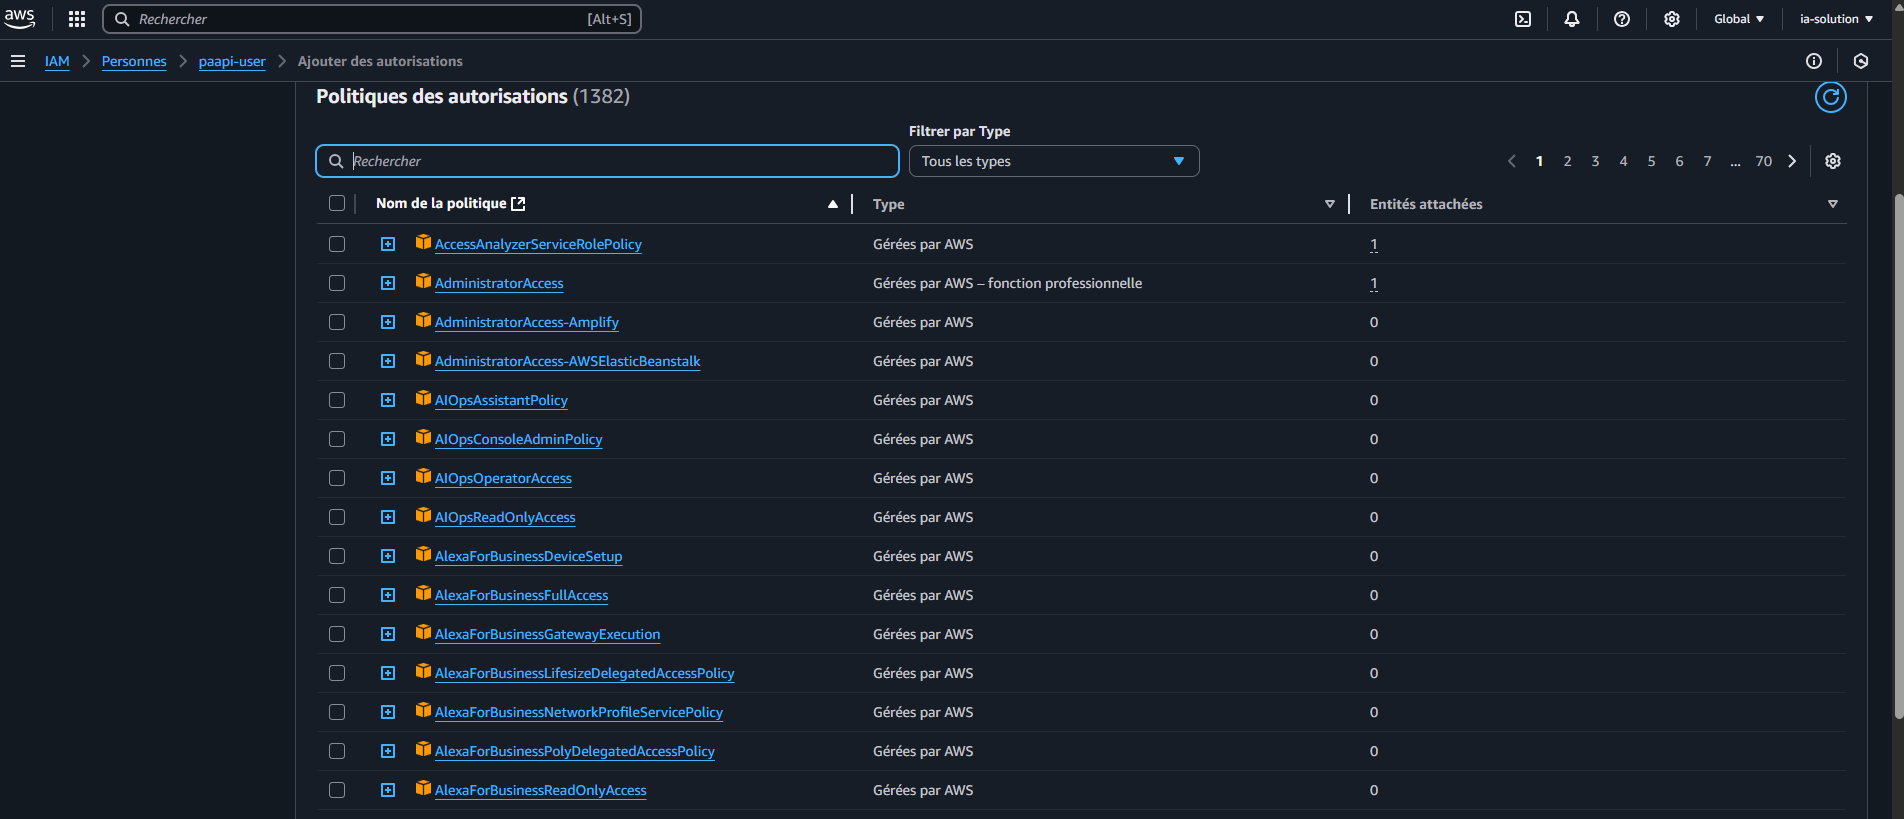 aws
Rechercher [Alt+S] Global ia-solution
IAM Personnes paapi-user Ajouter des autorisations
Politiques des autorisations (1382)
Filtrer par Type
Rechercher Tous les types 1 2 3 4 5 6 7 ... 70
Nom de la politique Type Entités attachées
AccessAnalyzerServiceRolePolicy Gérées par AWS 1
AdministratorAccess Gérées par AWS – fonction professionnelle 1
AdministratorAccess-Amplify Gérées par AWS 0
AdministratorAccess-AWSElasticBeanstalk Gérées par AWS 0
AIOpsAssistantPolicy Gérées par AWS 0
AIOpsConsoleAdminPolicy Gérées par AWS 0
AIOpsOperatorAccess Gérées par AWS 0
AIOpsReadOnlyAccess Gérées par AWS 0
AlexaForBusinessDeviceSetup Gérées par AWS 0
AlexaForBusinessFullAccess Gérées par AWS 0
AlexaForBusinessGatewayExecution Gérées par AWS 0
AlexaForBusinessLifesizeDelegatedAccessPolicy Gérées par AWS 0
AlexaForBusinessNetworkProfileServicePolicy Gérées par AWS 0
AlexaForBusinessPolyDelegatedAccessPolicy Gérées par AWS 0
AlexaForBusinessReadOnlyAccess Gérées par AWS 0